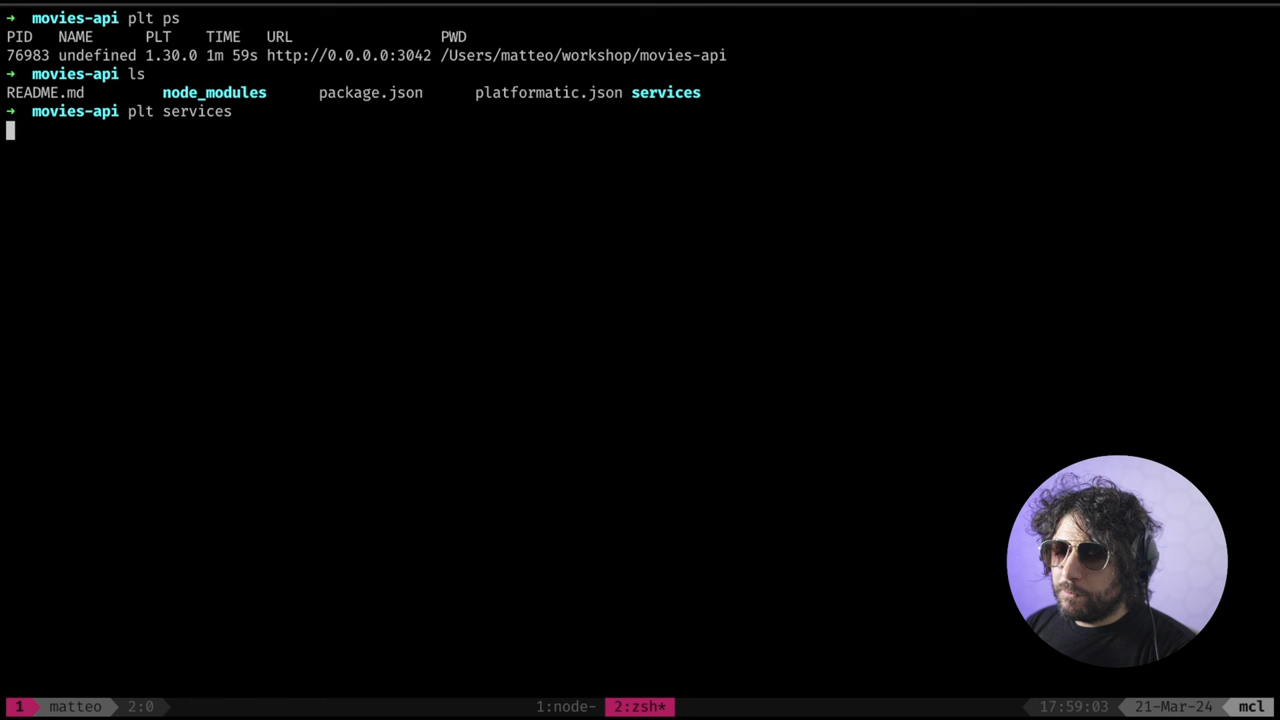 ➜  movies-api plt ps
PID   NAME      PLT    TIME   URL                 PWD
76983 undefined 1.30.0 1m 59s http://0.0.0.0:3042 /Users/matteo/workshop/movies-api
➜  movies-api ls
README.md         node_modules      package.json      platformatic.json services
➜  movies-api plt services
1 matteo 2:0 1:node- 2:zsh* 17:59:03 21-Mar-24 mcl